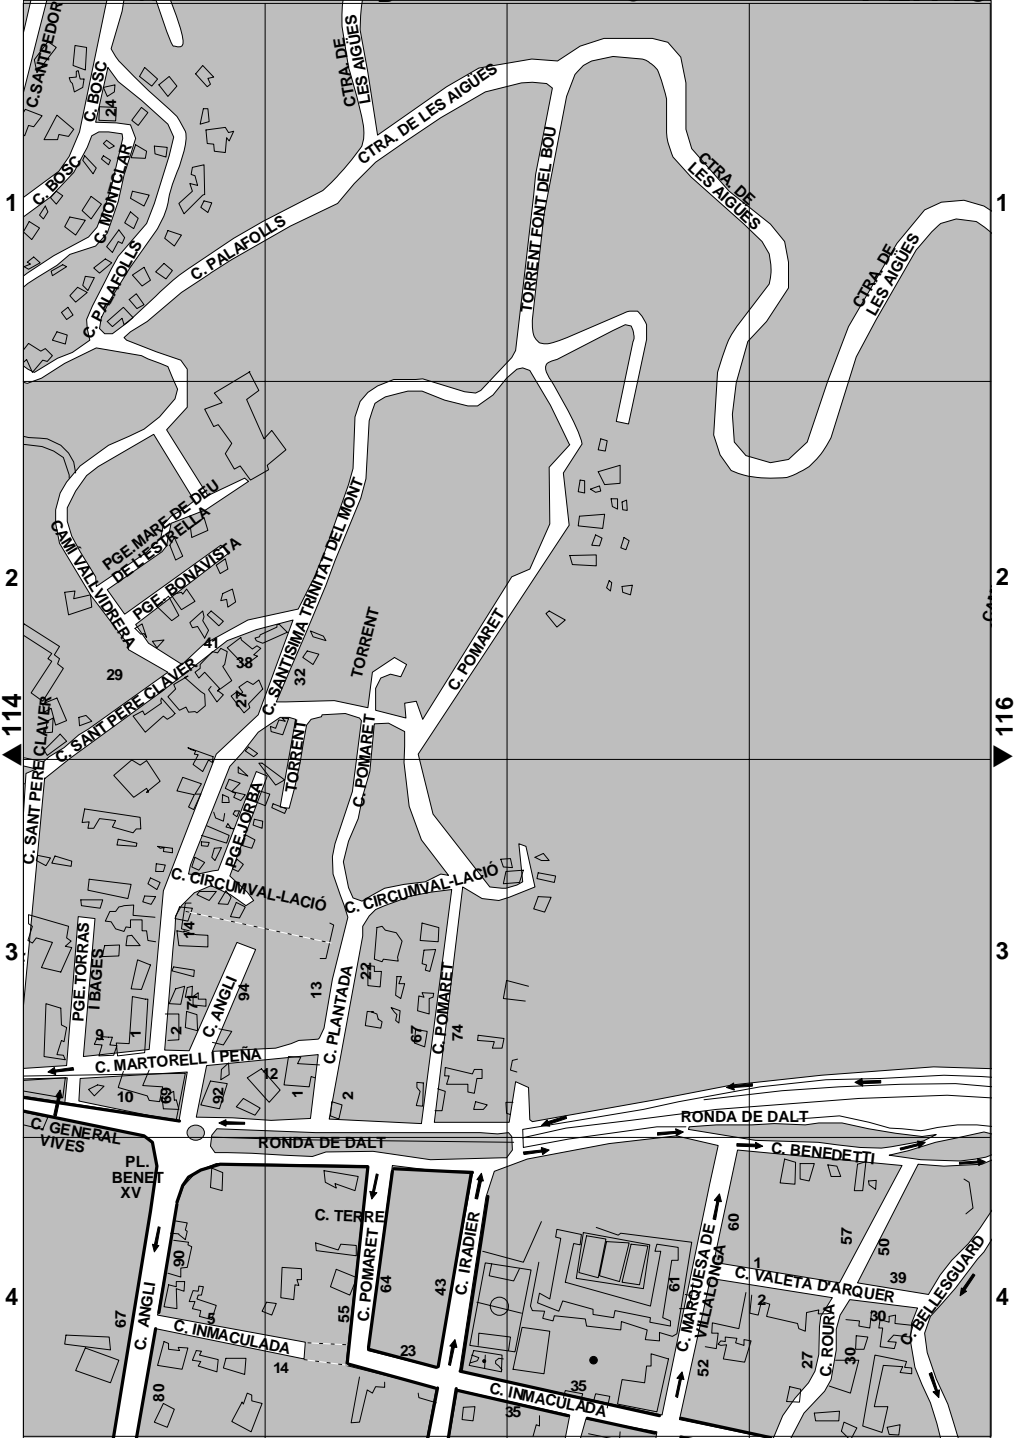 C. SANTPEDOR
C. BOSC
24
CTRA. DE
LES AIGÜES
CTRA. DE LES AIGÜES
C. BOSC
C. MONTCLAR
C. PALAFOLLS
C. PALAFOLLS
TORRENT FONT DEL BOU
CTRA. DE
LES AIGÜES
CTRA. DE
LES AIGÜES
1
1
CAMÍ VALLVIDRERA
PGE. MARE DE DEU
DE L'ESTRELLA
PGE. BONAVISTA
C. SANTISIMA TRINITAT DEL MONT
2
2
41
38
29
27
32
TORRENT
C. POMARET
C. SANT PERE CLAVER
C. SANT PERE CLAVER
114
116
TORRENT
C. POMARET
PGE. JORBA
C. CIRCUMVAL-LACIÓ
C. CIRCUMVAL-LACIÓ
14
3
3
PGE. TORRAS
I BAGES
71
C. ANGLI
94
13
C. PLANTADA
22
67
C. POMARET
74
9
1
2
C. MARTORELL I PEÑA
12
10
69
92
1
2
C. GENERAL
VIVES
RONDA DE DALT
RONDA DE DALT
C. BENEDETTI
PL.
BENET
XV
C. TERRE
90
C. POMARET
64
43
C. IRADIER
61
C. MARQUESA DE
VILLALONGA
60
1
C. VALETA D'ARQUER
2
57
50
39
C. BELLESGUARD
4
4
67
C. ANGLI
5
C. INMACULADA
14
55
23
80
C. INMACULADA
35
35
52
27
C. ROURA
30
30